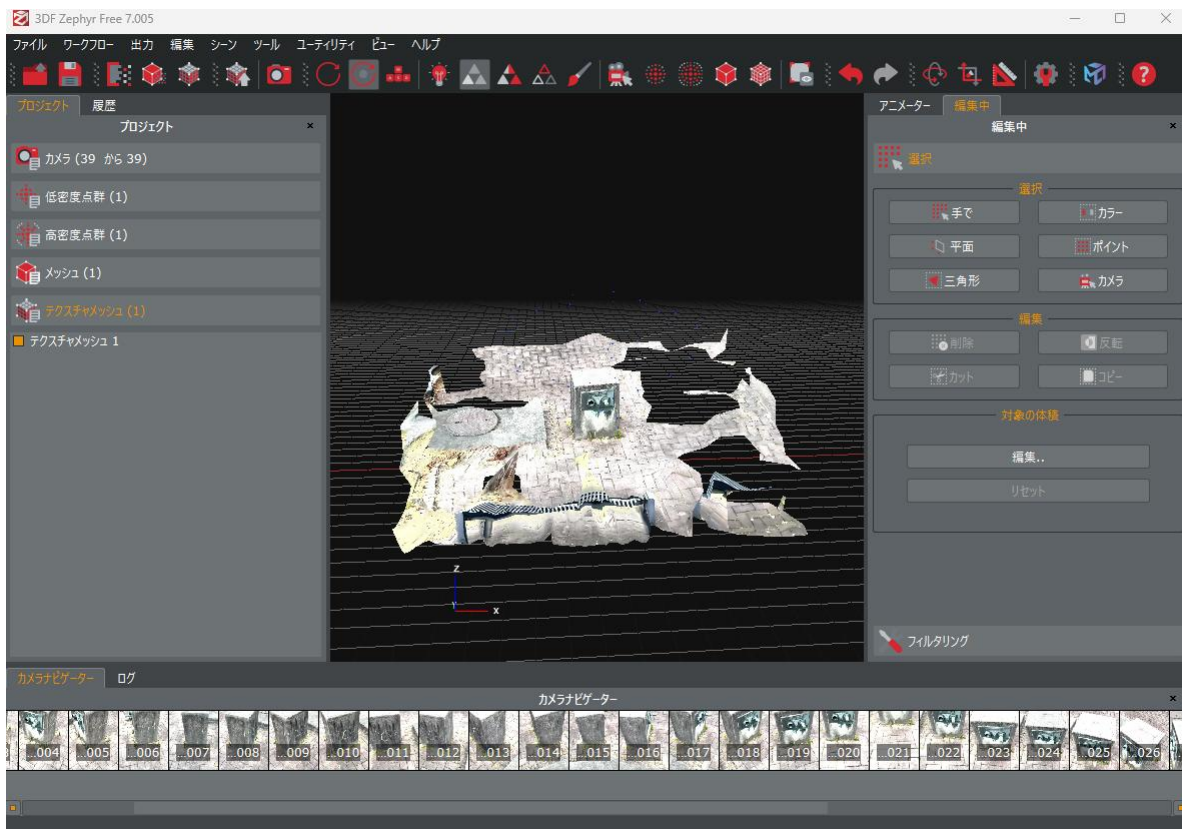 3DF Zephyr Free 7.005
ファイル ワークフロー 出力 編集 シーン ツール ユーティリティ ビュー ヘルプ
プロジェクト 履歴
プロジェクト
カメラ (39 から 39)
低密度点群 (1)
高密度点群 (1)
メッシュ (1)
テクスチャメッシュ (1)
テクスチャメッシュ 1
z
Y
x
アニメーター 編集中
編集中
選択
選択
手で カラー
平面 ポイント
三角形 カメラ
編集
削除 反転
カット コピー
対象の体積
編集..
リセット
フィルタリング
カメラナビゲーター ログ
カメラナビゲーター
...004 ...005 ...006 ...007 ...008 ...009 ...010 ...011 ...012 ...013 ...014 ...015 ...016 ...017 ...018 ...019 ...020 ...021 ...022 ...023 ...024 ...025 ...026